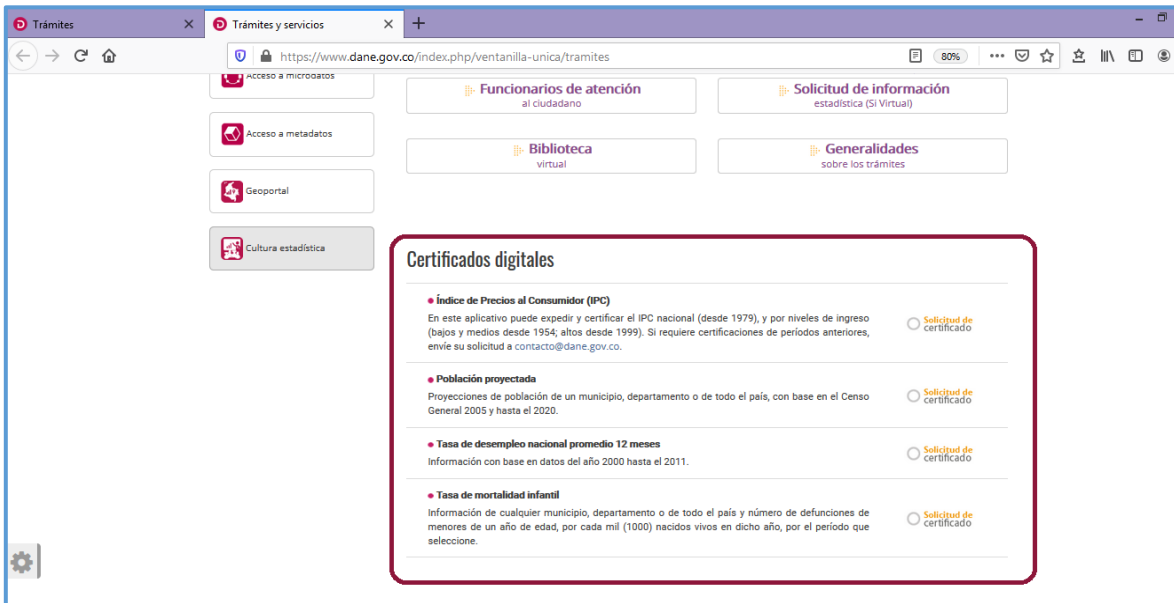 Trámites
Trámites y servicios
https://www.dane.gov.co/index.php/ventanilla-unica/tramites
80%
Acceso a microdatos
Acceso a metadatos
Geoportal
Cultura estadística
Funcionarios de atención
al ciudadano
Solicitud de información
estadística (Si Virtual)
Biblioteca
virtual
Generalidades
sobre los trámites
Certificados digitales
Índice de Precios al Consumidor (IPC)
En este aplicativo puede expedir y certificar el IPC nacional (desde 1979), y por niveles de ingreso
(bajos y medios desde 1954; altos desde 1999). Si requiere certificaciones de períodos anteriores,
envíe su solicitud a contacto@dane.gov.co.
Solicitud de
certificado
Población proyectada
Proyecciones de población de un municipio, departamento o de todo el país, con base en el Censo
General 2005 y hasta el 2020.
Solicitud de
certificado
Tasa de desempleo nacional promedio 12 meses
Información con base en datos del año 2000 hasta el 2011.
Solicitud de
certificado
Tasa de mortalidad infantil
Información de cualquier municipio, departamento o de todo el país y número de defunciones de
menores de un año de edad, por cada mil (1000) nacidos vivos en dicho año, por el período que
seleccione.
Solicitud de
certificado